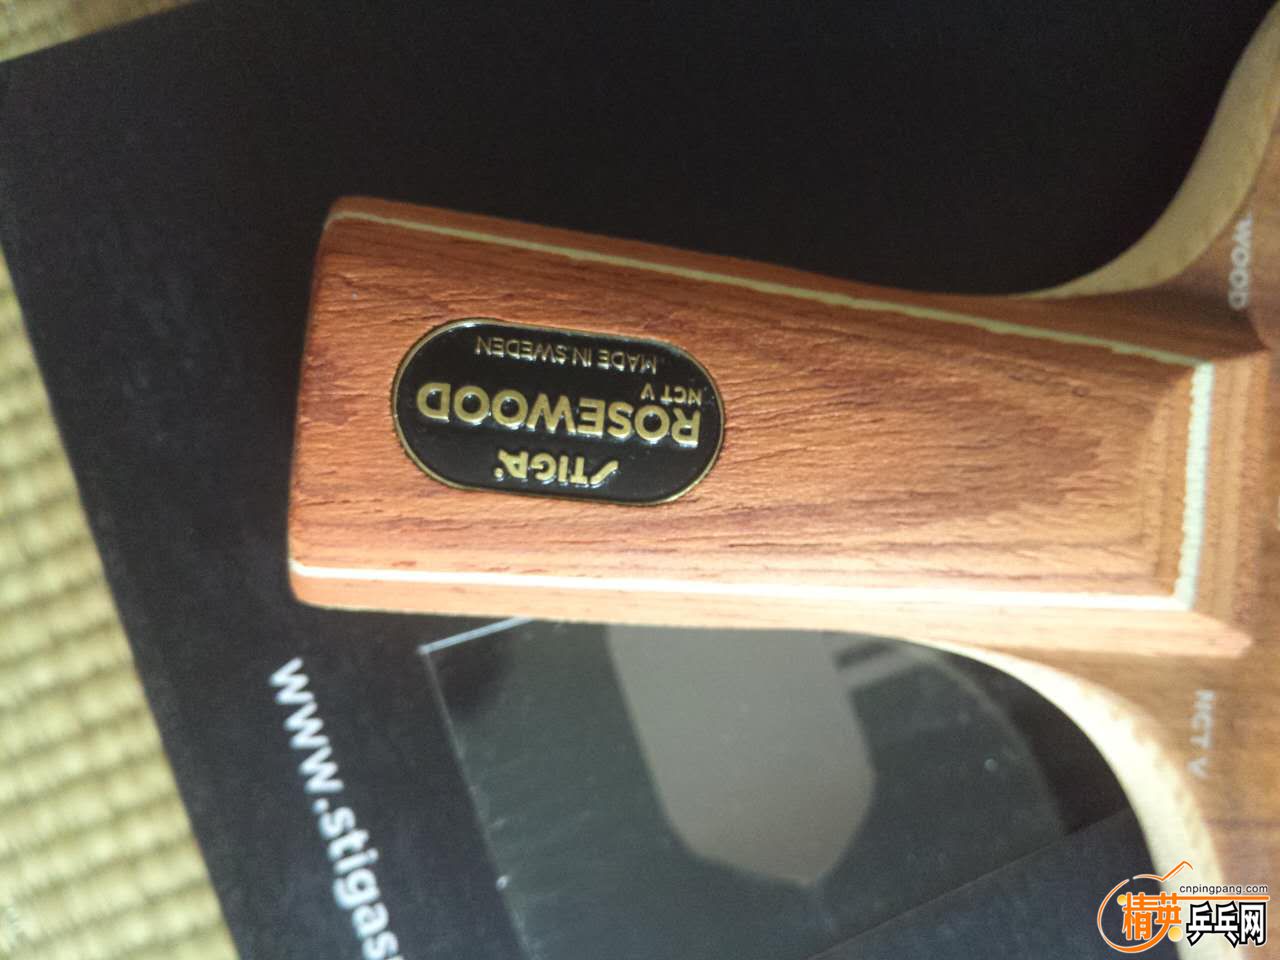 STIGA
ROSEWOOD
NCT V
MADE IN SWEDEN
WOOD
NCT V
www.stigas
cnpingpang.com
精英乒乓网